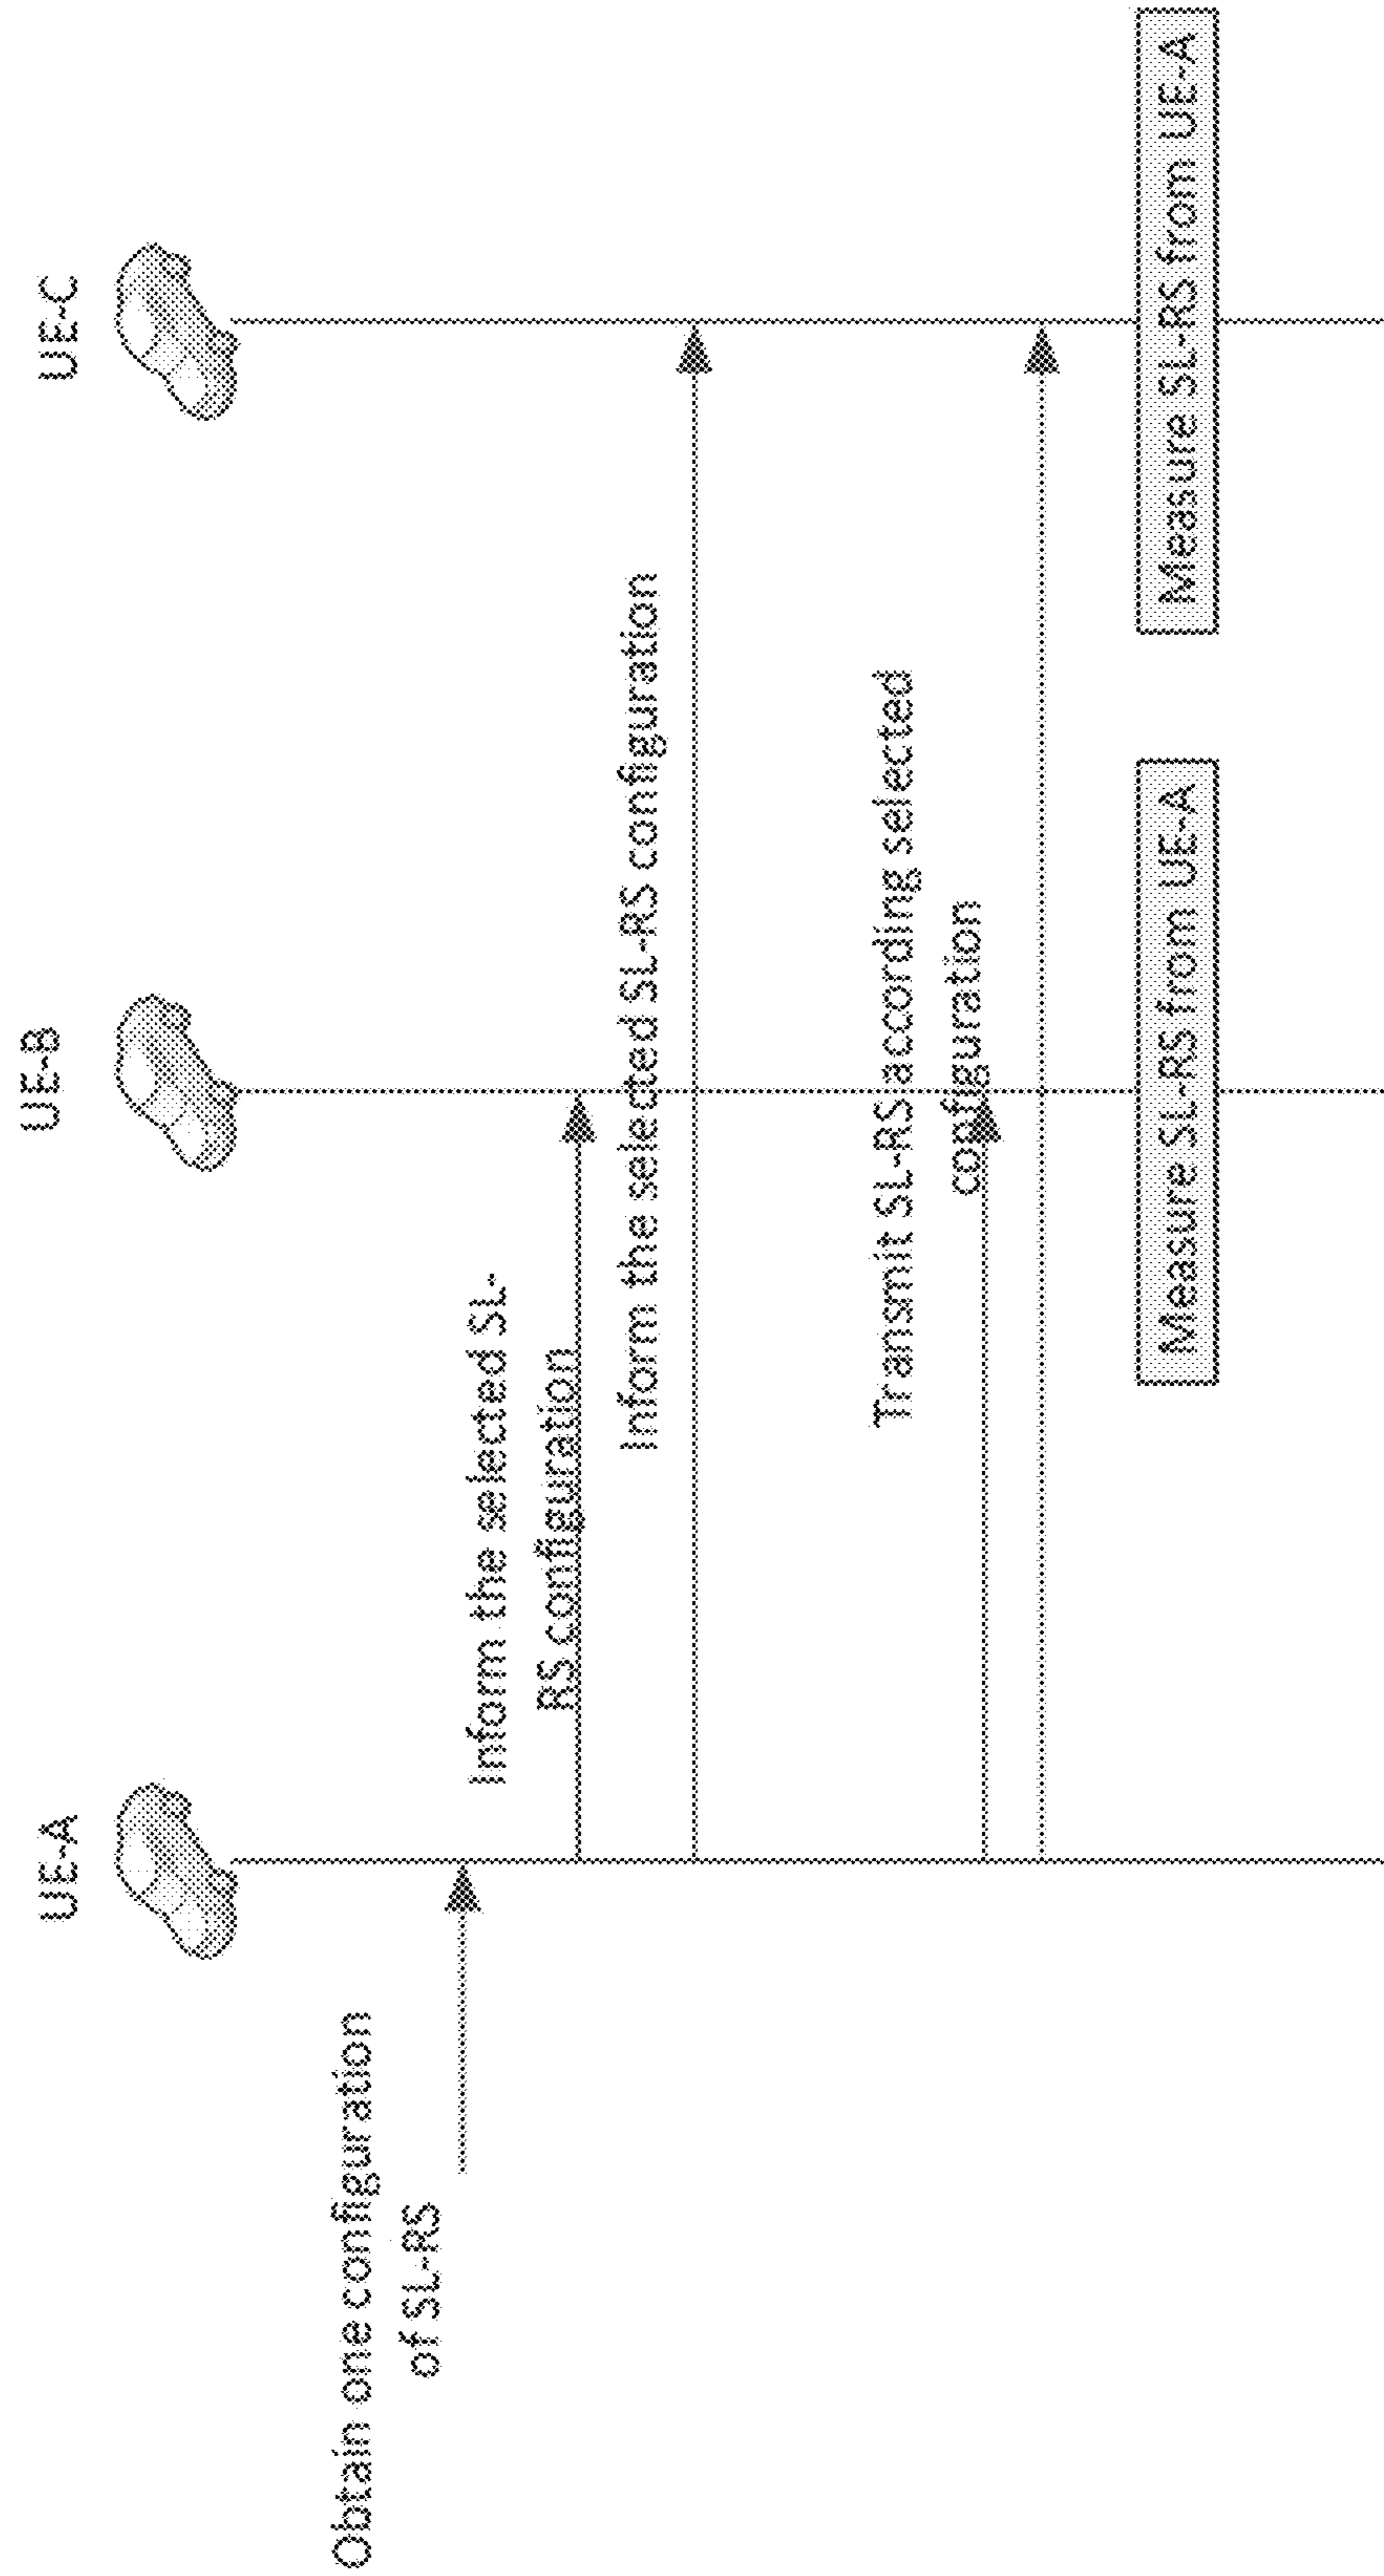 UE-A
UE-B
UE-C
Obtain one configuration
of SL-RS
Inform the selected SL-
RS configuration
Inform the selected SL-RS configuration
Transmit SL-RS according selected
configuration
Measure SL-RS from UE-A
Measure SL-RS from UE-A